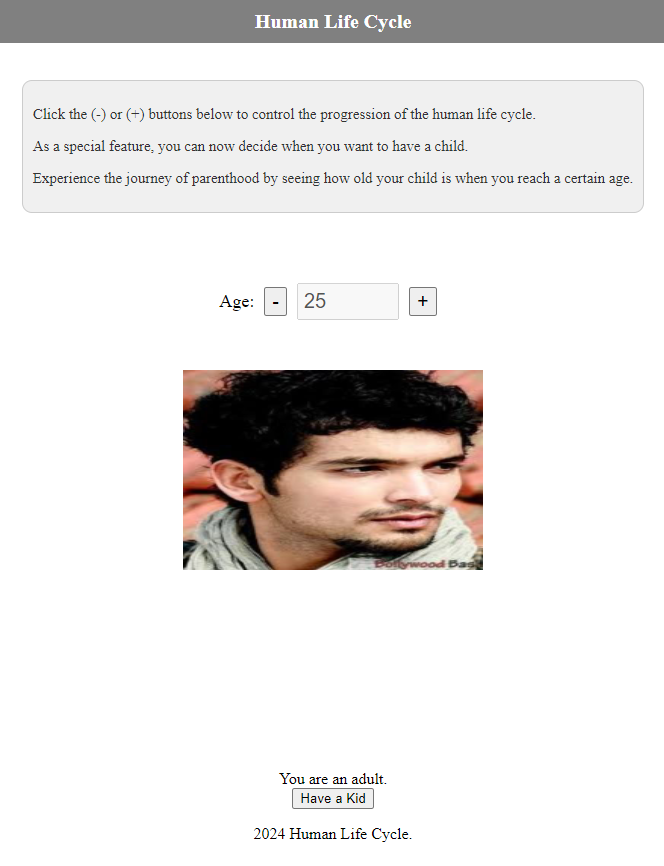 Human Life Cycle
Click the (-) or (+) buttons below to control the progression of the human life cycle.
As a special feature, you can now decide when you want to have a child.
Experience the journey of parenthood by seeing how old your child is when you reach a certain age.
Age: - 25 +
Bollywood Bas
You are an adult.
Have a Kid
2024 Human Life Cycle.